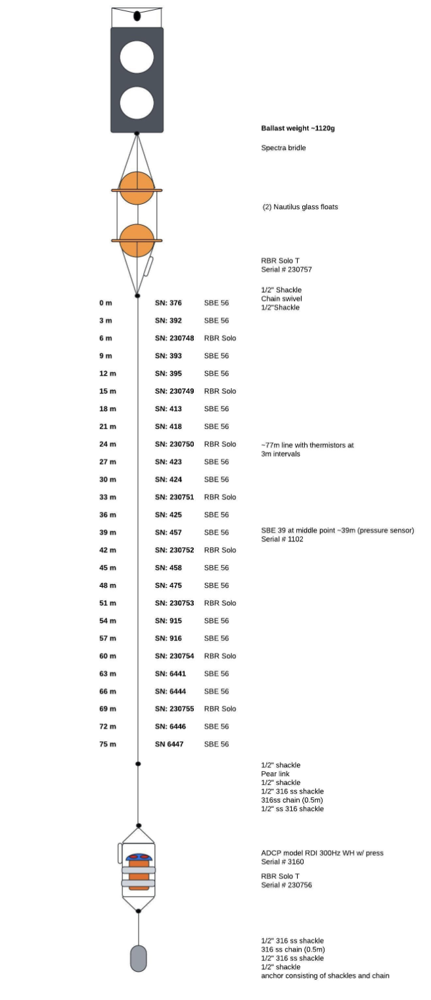 Ballast weight ~1120g
Spectra bridle
(2) Nautilus glass floats
RBR Solo T
Serial # 230757
1/2" Shackle
Chain swivel
1/2"Shackle
0 m SN: 376 SBE 56
3 m SN: 392 SBE 56
6 m SN: 230748 RBR Solo
9 m SN: 393 SBE 56
12 m SN: 395 SBE 56
15 m SN: 230749 RBR Solo
18 m SN: 413 SBE 56
21 m SN: 418 SBE 56
24 m SN: 230750 RBR Solo
~77m line with thermistors at
3m intervals
27 m SN: 423 SBE 56
30 m SN: 424 SBE 56
33 m SN: 230751 RBR Solo
36 m SN: 425 SBE 56
39 m SN: 457 SBE 56
SBE 39 at middle point ~39m (pressure sensor)
Serial # 1102
42 m SN: 230752 RBR Solo
45 m SN: 458 SBE 56
48 m SN: 475 SBE 56
51 m SN: 230753 RBR Solo
54 m SN: 915 SBE 56
57 m SN: 916 SBE 56
60 m SN: 230754 RBR Solo
63 m SN: 6441 SBE 56
66 m SN: 6444 SBE 56
69 m SN: 230755 RBR Solo
72 m SN: 6446 SBE 56
75 m SN 6447 SBE 56
1/2" shackle
Pear link
1/2" shackle
1/2" 316 ss shackle
316ss chain (0.5m)
1/2" ss 316 shackle
ADCP model RDI 300Hz WH w/ press
Serial # 3160
RBR Solo T
Serial # 230756
1/2" 316 ss shackle
316 ss chain (0.5m)
1/2" 316 ss shackle
1/2" shackle
anchor consisting of shackles and chain